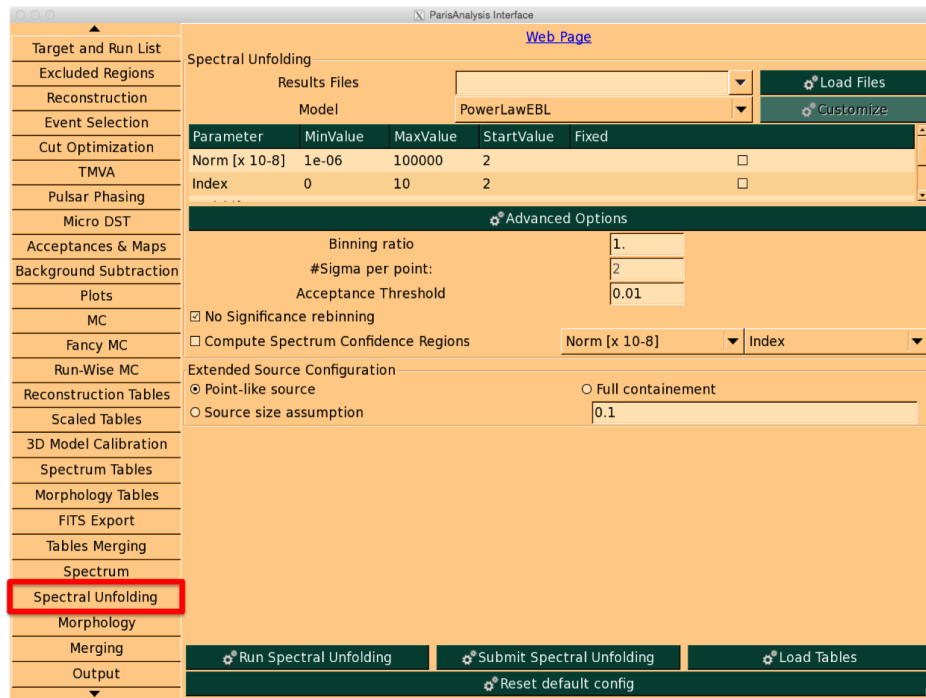 ParisAnalysis Interface
Target and Run List
Excluded Regions
Reconstruction
Event Selection
Cut Optimization
TMVA
Pulsar Phasing
Micro DST
Acceptances & Maps
Background Subtraction
Plots
MC
Fancy MC
Run-Wise MC
Reconstruction Tables
Scaled Tables
3D Model Calibration
Spectrum Tables
Morphology Tables
FITS Export
Tables Merging
Spectrum
Spectral Unfolding
Morphology
Merging
Output
Web Page
Spectral Unfolding
Results Files Load Files
Model PowerLawEBL Customize
Parameter MinValue MaxValue StartValue Fixed
Norm [x 10-8] 1e-06 100000 2
Index 0 10 2
Advanced Options
Binning ratio 1.
#Sigma per point: 2
Acceptance Threshold 0.01
No Significance rebinning
Compute Spectrum Confidence Regions Norm [x 10-8] Index
Extended Source Configuration
Point-like source Full containement
Source size assumption 0.1
Run Spectral Unfolding Submit Spectral Unfolding Load Tables
Reset default config